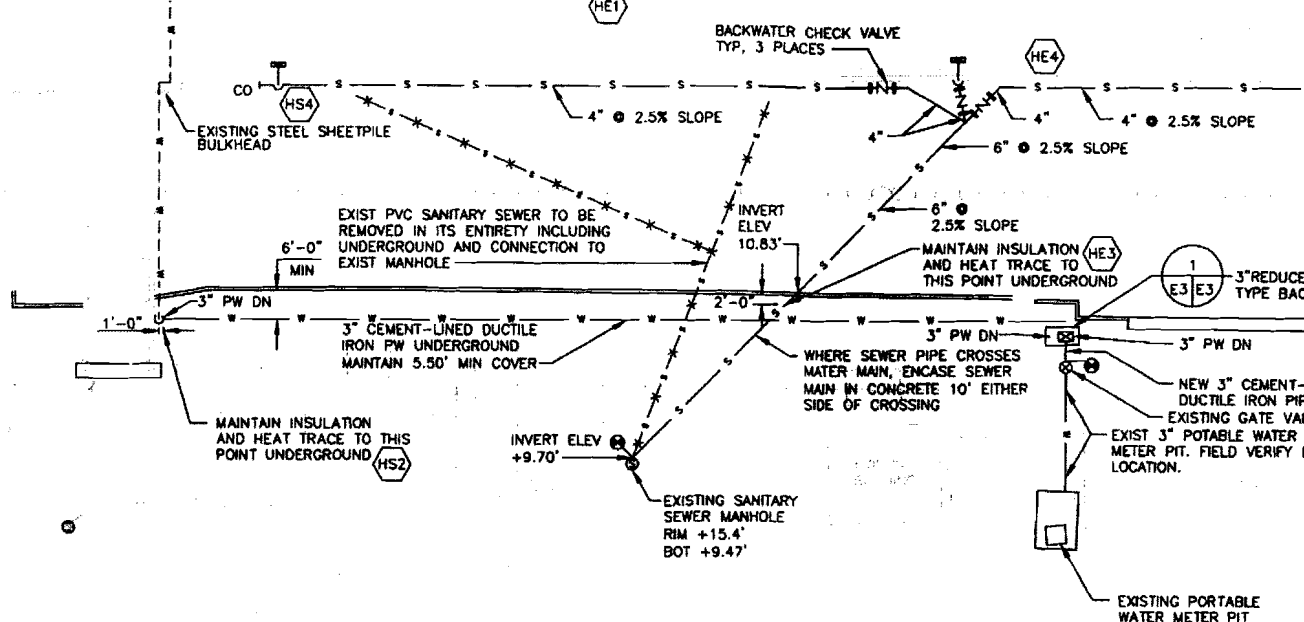 HE1
BACKWATER CHECK VALVE
TYP, 3 PLACES
HE4
CO
HS4
S S S S S S S S S S S S
4" @ 2.5% SLOPE
4"
4"
4" @ 2.5% SLOPE
EXISTING STEEL SHEETPILE
BULKHEAD
6" @ 2.5% SLOPE
EXIST PVC SANITARY SEWER TO BE
REMOVED IN ITS ENTIRETY INCLUDING
UNDERGROUND AND CONNECTION TO
EXIST MANHOLE
6'-0"
MIN
INVERT
ELEV
10.83'
6" @
2.5% SLOPE
MAINTAIN INSULATION
AND HEAT TRACE TO
THIS POINT UNDERGROUND
HE3
1
E3 E3
3"REDUCE
TYPE BAC
3" PW DN
2'-0"
1'-0"
W W W W W W W W W W W
3" CEMENT-LINED DUCTILE
IRON PW UNDERGROUND
MAINTAIN 5.50' MIN COVER
3" PW DN
3" PW DN
WHERE SEWER PIPE CROSSES
MATER MAIN, ENCASE SEWER
MAIN IN CONCRETE 10' EITHER
SIDE OF CROSSING
NEW 3" CEMENT-
DUCTILE IRON PIP
EXISTING GATE VA
EXIST 3" POTABLE WATER
METER PIT. FIELD VERIFY
LOCATION.
MAINTAIN INSULATION
AND HEAT TRACE TO THIS
POINT UNDERGROUND
HS2
INVERT ELEV
+9.70'
EXISTING SANITARY
SEWER MANHOLE
RIM +15.4'
BOT +9.47'
EXISTING PORTABLE
WATER METER PIT